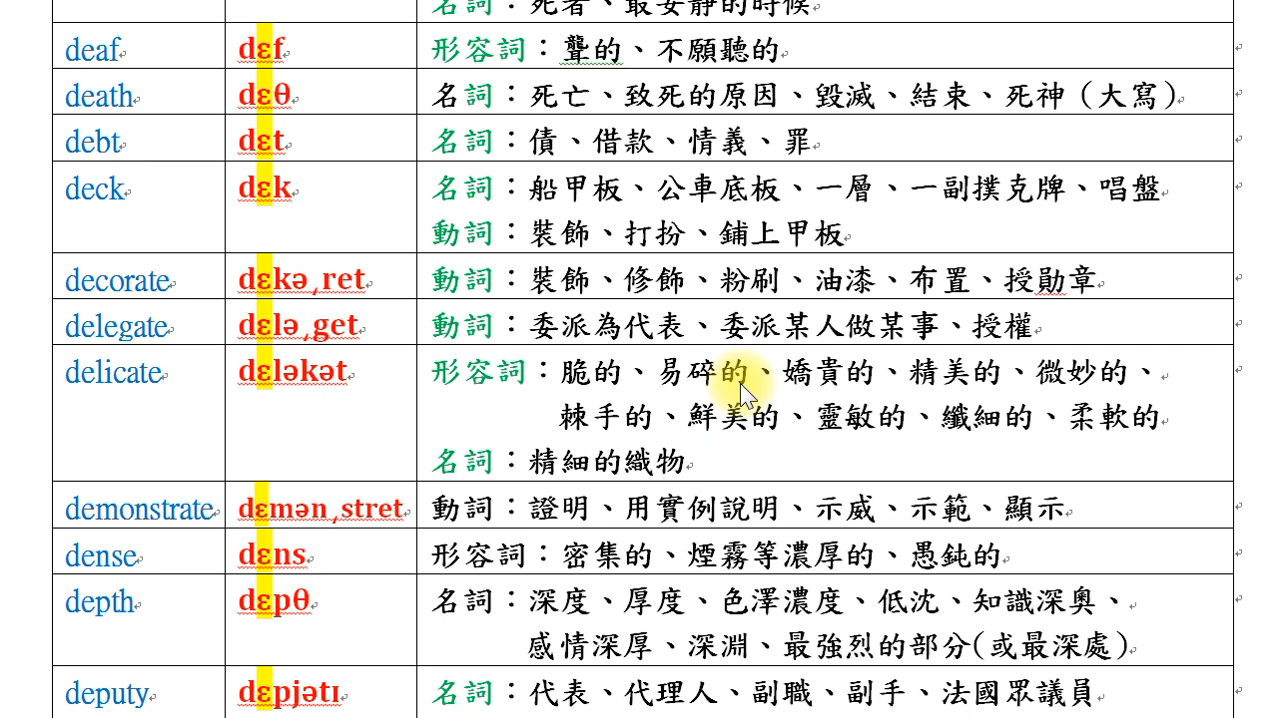 名詞：死者、最安靜的時候
deaf dɛf 形容詞：聾的、不願聽的
death dɛθ 名詞：死亡、致死的原因、毀滅、結束、死神（大寫）
debt dɛt 名詞：債、借款、情義、罪
deck dɛk 名詞：船甲板、公車底板、一層、一副撲克牌、唱盤
動詞：裝飾、打扮、鋪上甲板
decorate dɛkə͵ret 動詞：裝飾、修飾、粉刷、油漆、布置、授勛章
delegate dɛlə͵get 動詞：委派為代表、委派某人做某事、授權
delicate dɛləkət 形容詞：脆的、易碎的、嬌貴的、精美的、微妙的、
棘手的、鮮美的、靈敏的、纖細的、柔軟的
名詞：精細的織物
demonstrate dɛmən͵stret 動詞：證明、用實例說明、示威、示範、顯示
dense dɛns 形容詞：密集的、煙霧等濃厚的、愚鈍的
depth dɛpθ 名詞：深度、厚度、色澤濃度、低沈、知識深奧、
感情深厚、深淵、最強烈的部分(或最深處)
deputy dɛpjətɪ 名詞：代表、代理人、副職、副手、法國眾議員